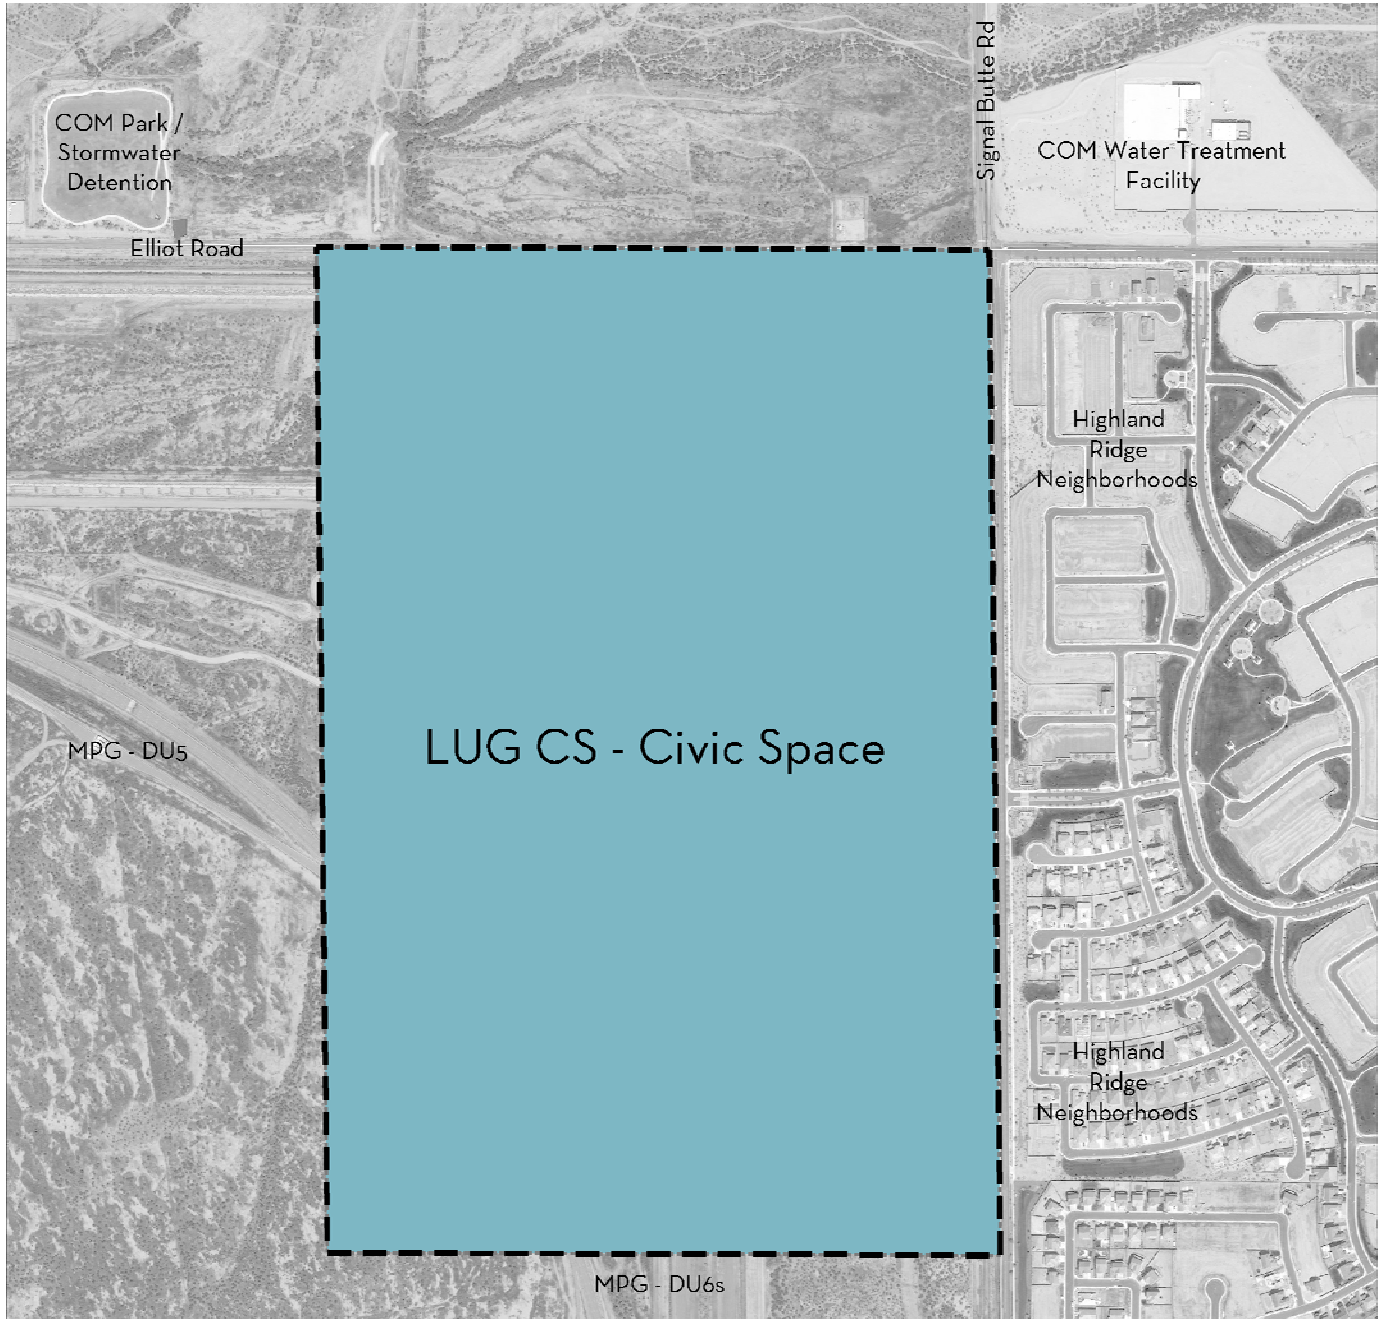 Signal Butte Rd
COM Park /
Stormwater
Detention
COM Water Treatment
Facility
Elliot Road
Highland
Ridge
Neighborhoods
LUG CS - Civic Space
MPG - DU5
Highland
Ridge
Neighborhoods
MPG - DU6s